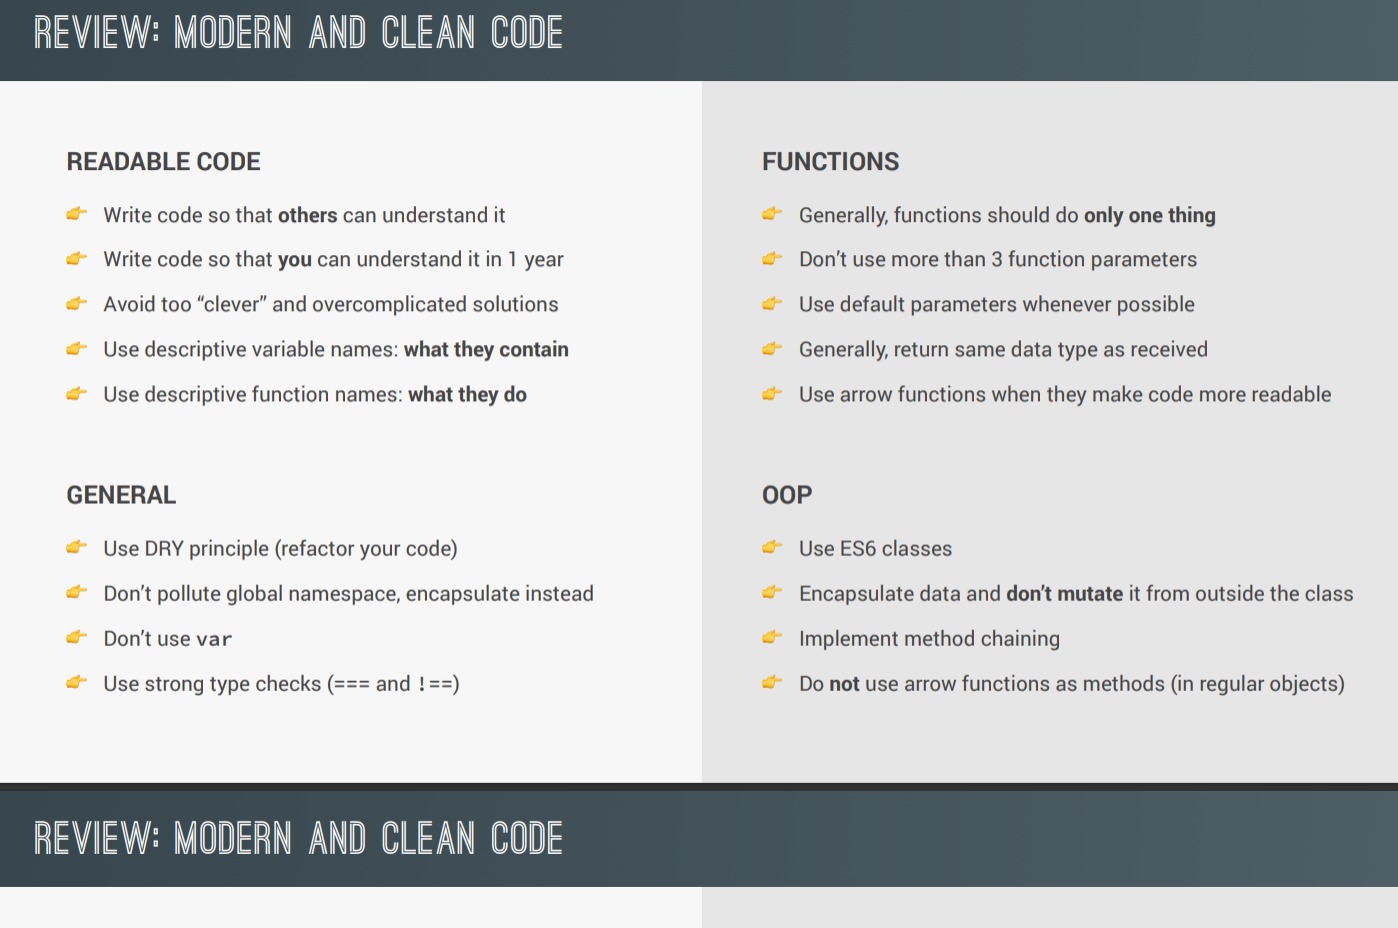 REVIEW: MODERN AND CLEAN CODE
READABLE CODE
👉 Write code so that others can understand it
👉 Write code so that you can understand it in 1 year
👉 Avoid too “clever” and overcomplicated solutions
👉 Use descriptive variable names: what they contain
👉 Use descriptive function names: what they do
GENERAL
👉 Use DRY principle (refactor your code)
👉 Don’t pollute global namespace, encapsulate instead
👉 Don’t use var
👉 Use strong type checks (=== and !==)
FUNCTIONS
👉 Generally, functions should do only one thing
👉 Don’t use more than 3 function parameters
👉 Use default parameters whenever possible
👉 Generally, return same data type as received
👉 Use arrow functions when they make code more readable
OOP
👉 Use ES6 classes
👉 Encapsulate data and don’t mutate it from outside the class
👉 Implement method chaining
👉 Do not use arrow functions as methods (in regular objects)
REVIEW: MODERN AND CLEAN CODE